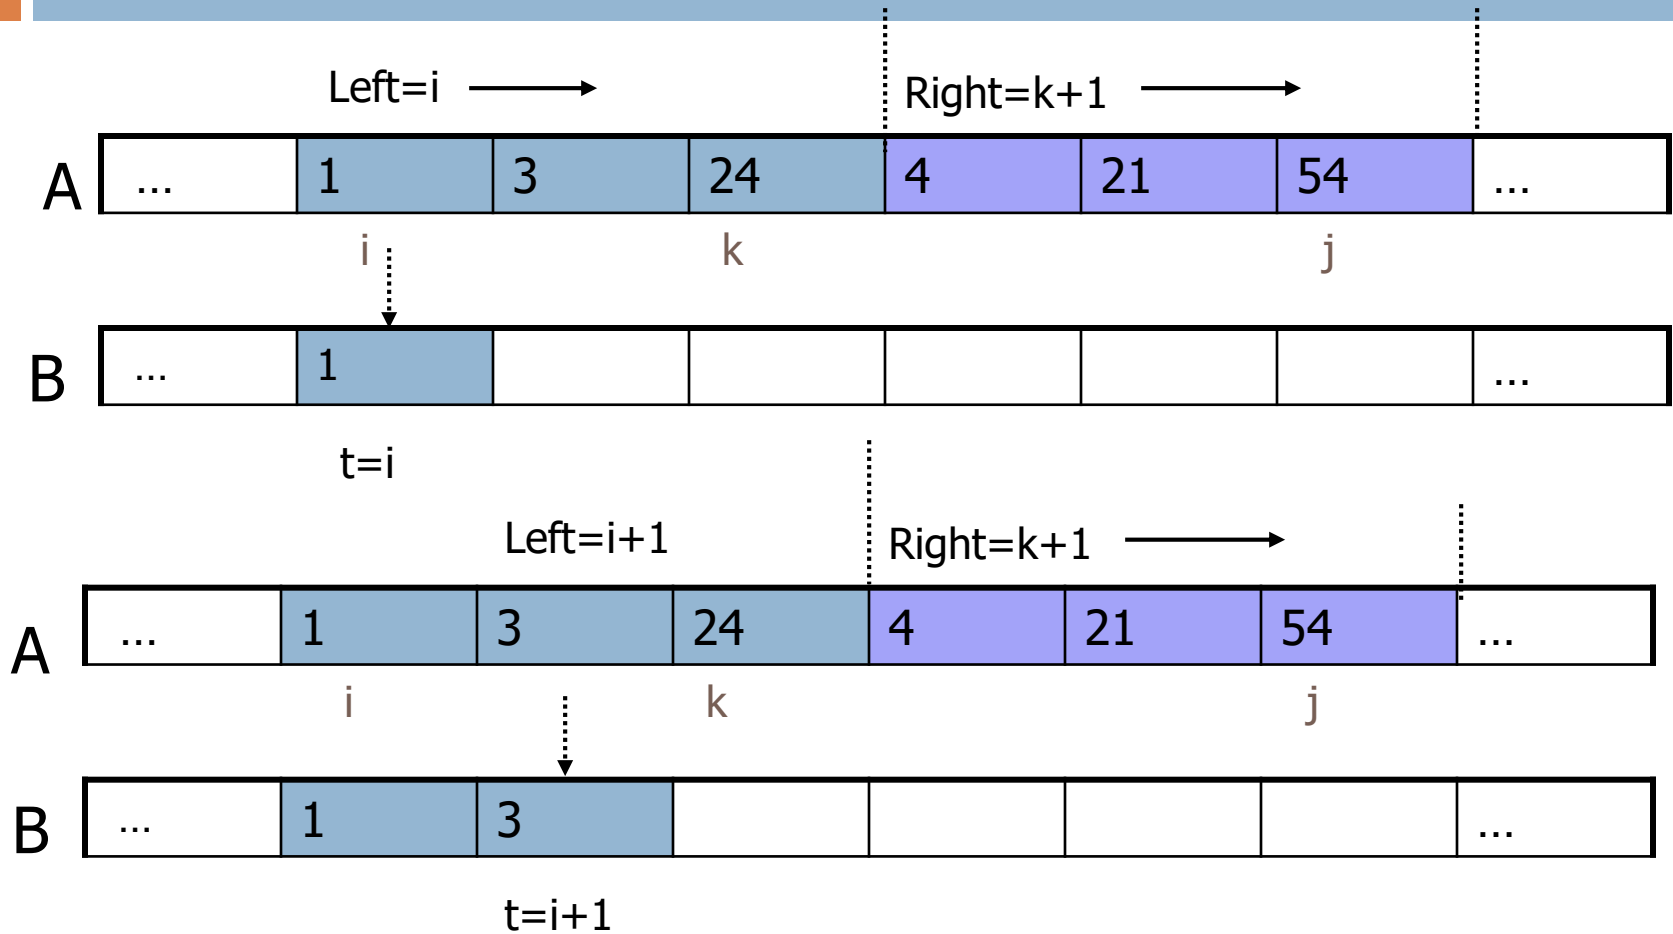 Left=i Right=k+1
A ... 1 3 24 4 21 54 ...
i k j
B ... 1 ...
t=i
Left=i+1 Right=k+1
A ... 1 3 24 4 21 54 ...
i k j
B ... 1 3 ...
t=i+1